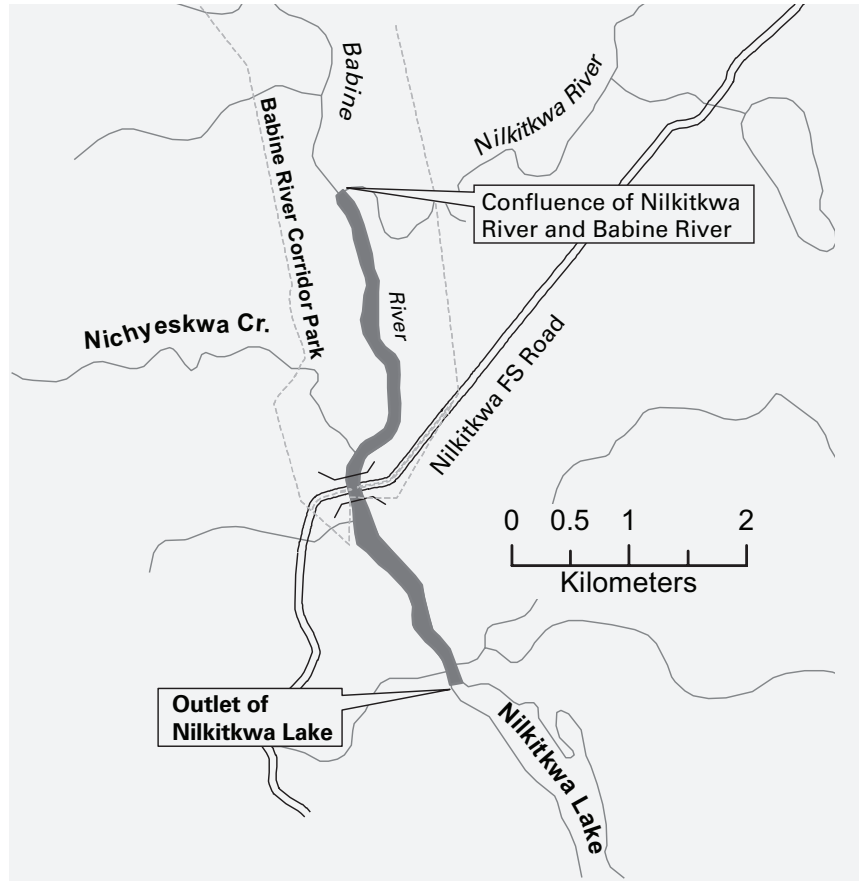 Babine
Nilkitkwa River
Babine River Corridor Park
Confluence of Nilkitkwa
River and Babine River
River
Nichyeskwa Cr.
Nilkitkwa FS Road
0 0.5 1 2
Kilometers
Outlet of
Nilkitkwa Lake
Nilkitkwa Lake